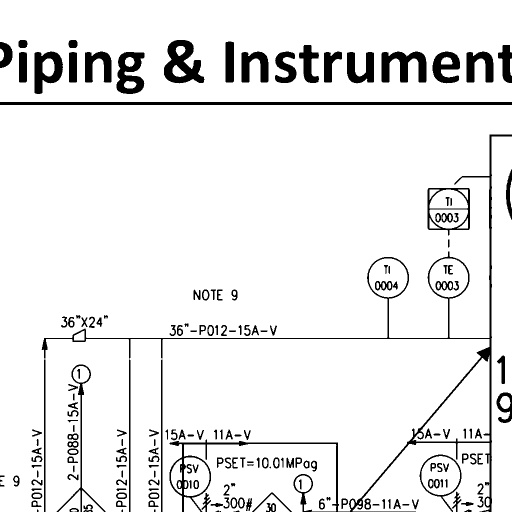 Piping & Instrument
TI
0003
TI
0004
TE
0003
NOTE 9
36"X24"
36"-P012-15A-V
1
1
9
2-P088-15A-V
P012-15A-V
P012-15A-V
P012-15A-V
15A-V 11A-V
15A-V 11A-
PSV
0010
PSET=10.01MPag
PSV
0011
PSET
E 9
1
2"
300#
30
6"-P098-11A-V
2"
30